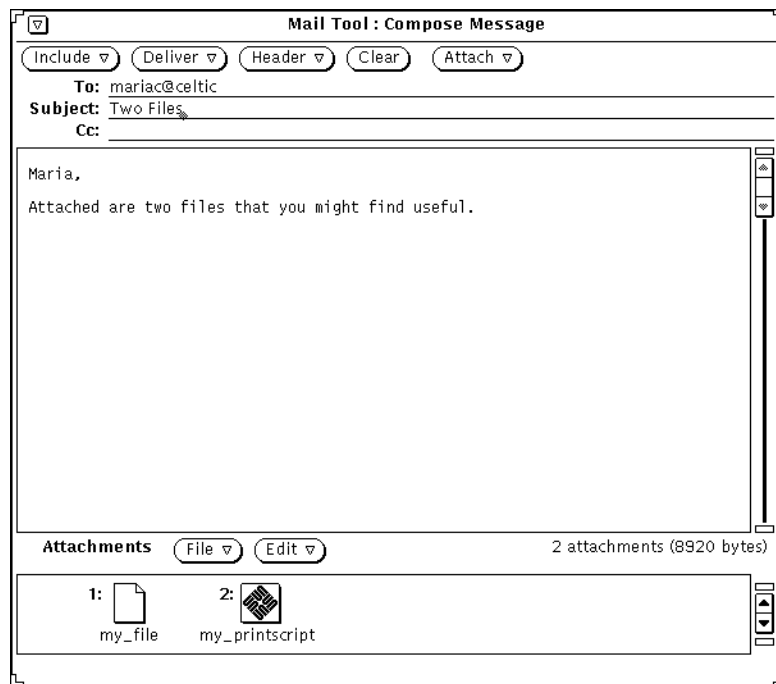 Mail Tool : Compose Message
Include Deliver Header Clear Attach
To: mariac@celtic
Subject: Two Files
Cc:
Maria,
Attached are two files that you might find useful.
Attachments File Edit 2 attachments (8920 bytes)
1: 2:
my_file my_printscript